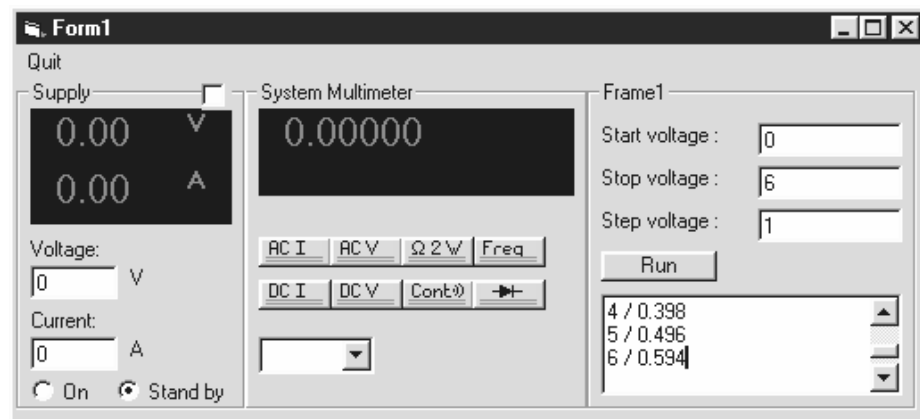 Form1
Quit
Supply
0.00 V
0.00 A
Voltage:
0 V
Current:
0 A
On Stand by
System Multimeter
0.00000
AC I AC V Ω 2 W Freq
DC I DC V Cont
Frame1
Start voltage : 0
Stop voltage : 6
Step voltage : 1
Run
4 / 0.398
5 / 0.496
6 / 0.594